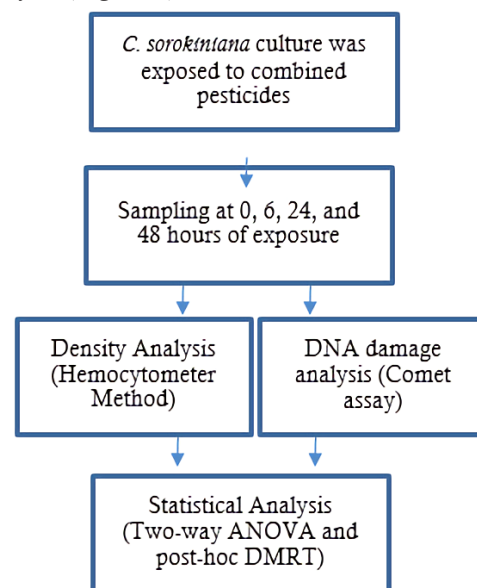 C. sorokiniana culture was
exposed to combined
pesticides
Sampling at 0, 6, 24, and
48 hours of exposure
Density Analysis
(Hemocytometer
Method)
DNA damage
analysis (Comet
assay)
Statistical Analysis
(Two-way ANOVA and
post-hoc DMRT)